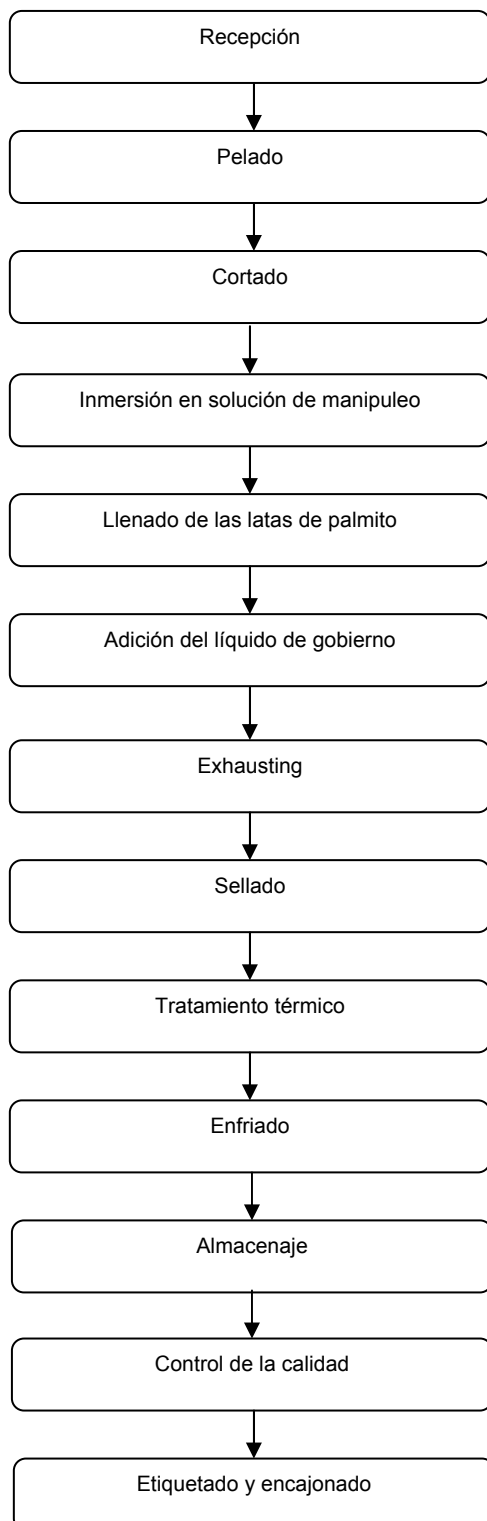 Recepción
Pelado
Cortado
Inmersión en solución de manipuleo
Llenado de las latas de palmito
Adición del líquido de gobierno
Exhausting
Sellado
Tratamiento térmico
Enfriado
Almacenaje
Control de la calidad
Etiquetado y encajonado